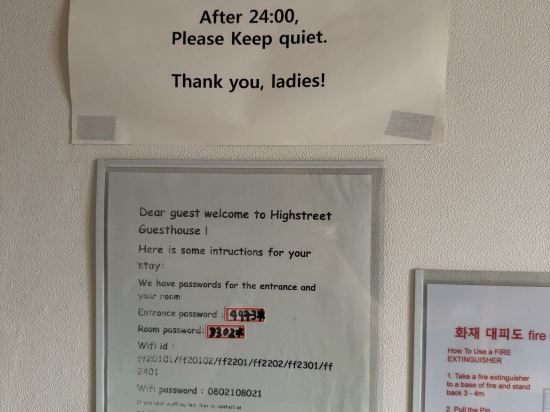 After 24:00,
Please Keep quiet.
Thank you, ladies!
Dear guest welcome to Highstreet
Guesthouse !
Here is some intructions for your
stay:
We have passwords for the entrance and
your room
Entrance password :
Room password:
Wifi id :
ff20101/ff20102/ff2201/ff2202/ff2301/ff
2401
Wifi password : 0602108021
화재 대피도 fire
How To Use a FIRE
EXTINGUISHER
1. Take a fire extinguisher
to a base of fire and stand
back 3 - 4m.
2. Pull the Pin